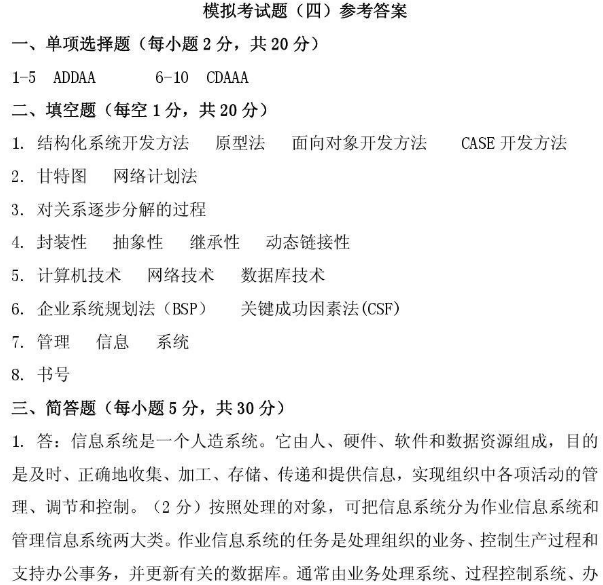 模拟考试题（四）参考答案
一、单项选择题（每小题 2 分，共 20 分）
1-5 ADDAA 6-10 CDAAA
二、填空题（每空 1 分，共 20 分）
1. 结构化系统开发方法 原型法 面向对象开发方法 CASE 开发方法
2. 甘特图 网络计划法
3. 对关系逐步分解的过程
4. 封装性 抽象性 继承性 动态链接性
5. 计算机技术 网络技术 数据库技术
6. 企业系统规划法（BSP） 关键成功因素法(CSF)
7. 管理 信息 系统
8. 书号
三、简答题（每小题 5 分，共 30 分）
1. 答：信息系统是一个人造系统。它由人、硬件、软件和数据资源组成，目的
是及时、正确地收集、加工、存储、传递和提供信息，实现组织中各项活动的管
理、调节和控制。（2 分）按照处理的对象，可把信息系统分为作业信息系统和
管理信息系统两大类。作业信息系统的任务是处理组织的业务、控制生产过程和
支持办公事务，并更新有关的数据库。通常由业务处理系统、过程控制系统、办